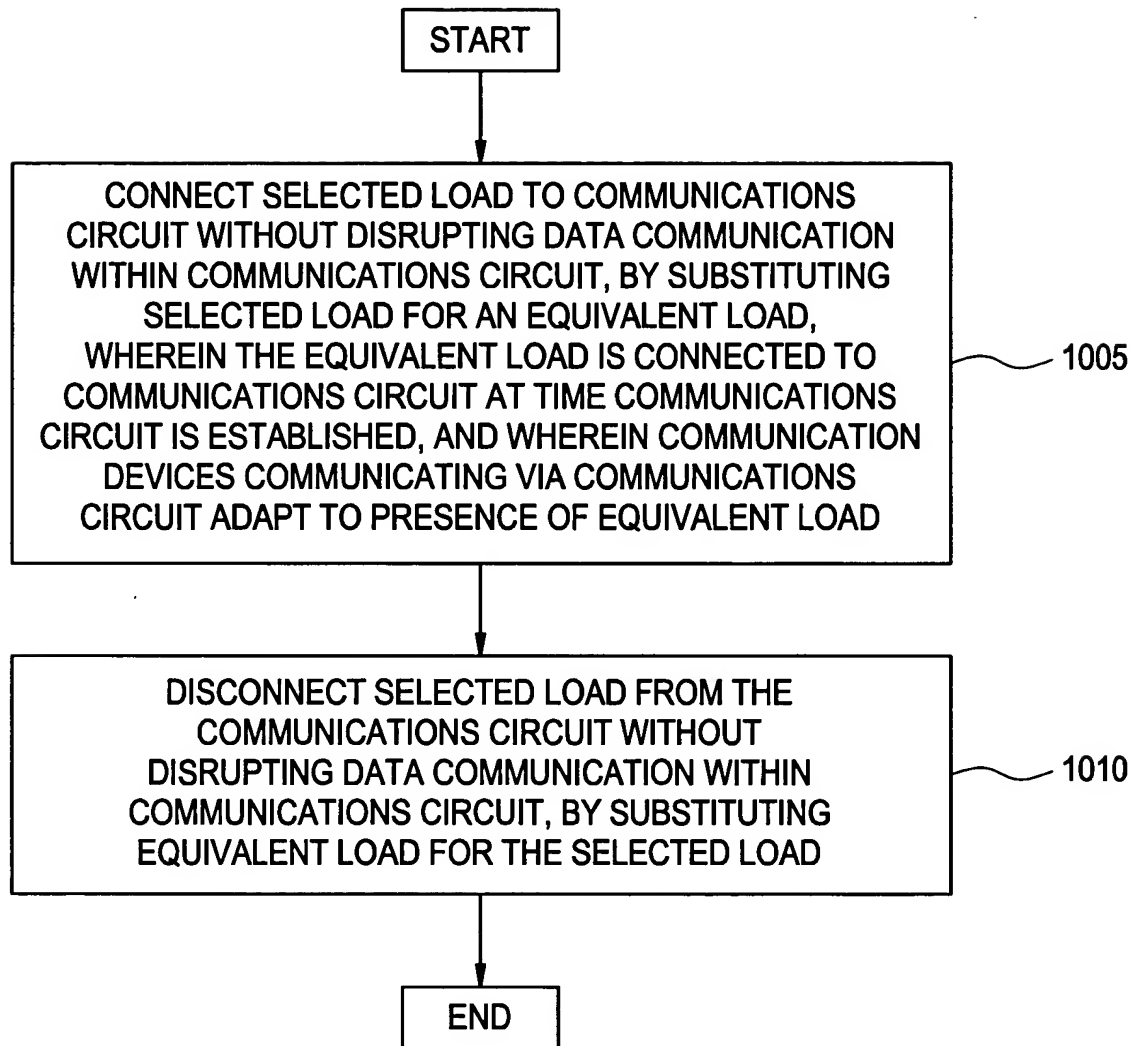 START
CONNECT SELECTED LOAD TO COMMUNICATIONS
CIRCUIT WITHOUT DISRUPTING DATA COMMUNICATION
WITHIN COMMUNICATIONS CIRCUIT, BY SUBSTITUTING
SELECTED LOAD FOR AN EQUIVALENT LOAD,
WHEREIN THE EQUIVALENT LOAD IS CONNECTED TO
COMMUNICATIONS CIRCUIT AT TIME COMMUNICATIONS
CIRCUIT IS ESTABLISHED, AND WHEREIN COMMUNICATION
DEVICES COMMUNICATING VIA COMMUNICATIONS
CIRCUIT ADAPT TO PRESENCE OF EQUIVALENT LOAD
1005
DISCONNECT SELECTED LOAD FROM THE
COMMUNICATIONS CIRCUIT WITHOUT
DISRUPTING DATA COMMUNICATION WITHIN
COMMUNICATIONS CIRCUIT, BY SUBSTITUTING
EQUIVALENT LOAD FOR THE SELECTED LOAD
1010
END